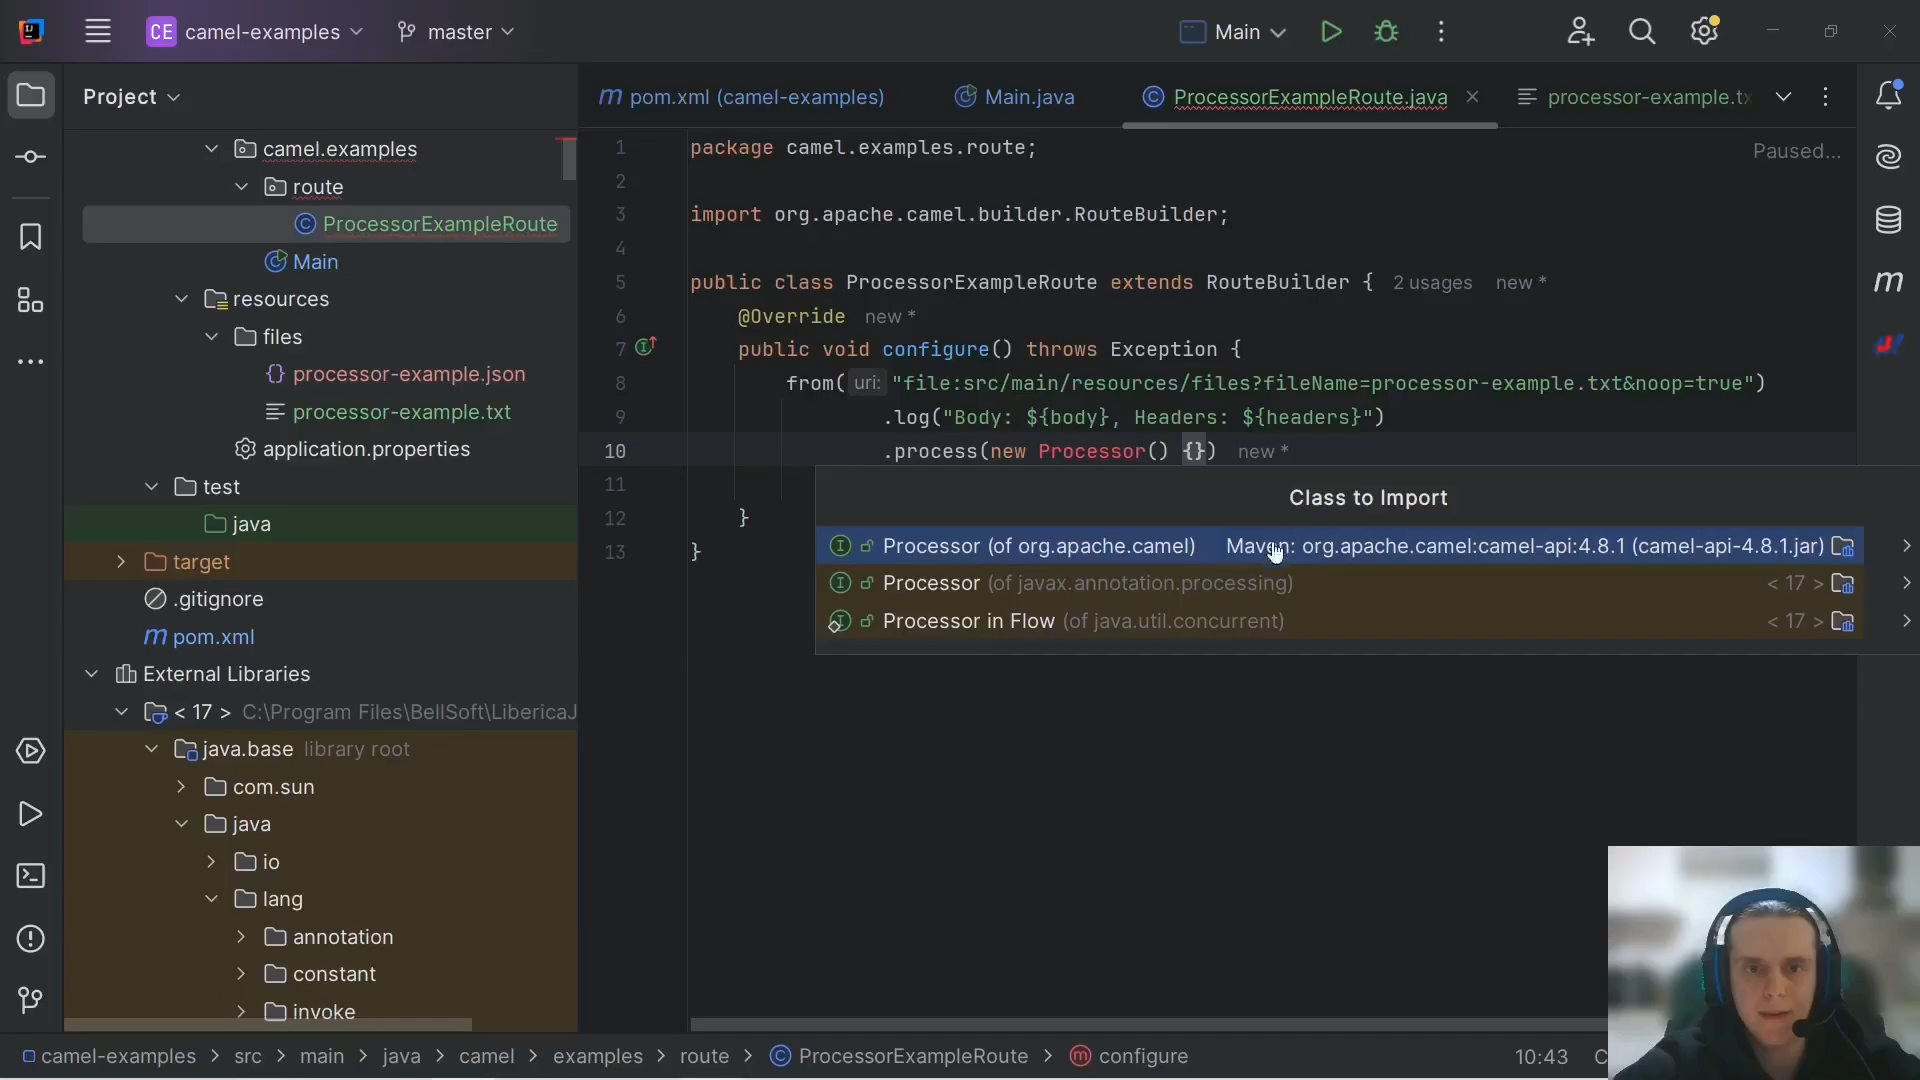 CE camel-examples
master
Main
Project
pom.xml (camel-examples)
Main.java
ProcessorExampleRoute.java
processor-example.tx
camel.examples
route
ProcessorExampleRoute
Main
resources
files
processor-example.json
processor-example.txt
application.properties
test
java
target
.gitignore
pom.xml
External Libraries
< 17 > C:\Program Files\BellSoft\LibericaJ
java.base library root
com.sun
java
io
lang
annotation
constant
invoke
Paused...
1 package camel.examples.route;
2
3 import org.apache.camel.builder.RouteBuilder;
4
5 public class ProcessorExampleRoute extends RouteBuilder { 2 usages new *
6 @Override new *
7 public void configure() throws Exception {
8 from( uri: "file:src/main/resources/files?fileName=processor-example.txt&noop=true")
9 .log("Body: ${body}, Headers: ${headers}")
10 .process(new Processor() {}) new *
11
12 }
13 }
Class to Import
Processor (of org.apache.camel) Maven: org.apache.camel:camel-api:4.8.1 (camel-api-4.8.1.jar)
Processor (of javax.annotation.processing) < 17 >
Processor in Flow (of java.util.concurrent) < 17 >
camel-examples > src > main > java > camel > examples > route > ProcessorExampleRoute > configure
10:43 C